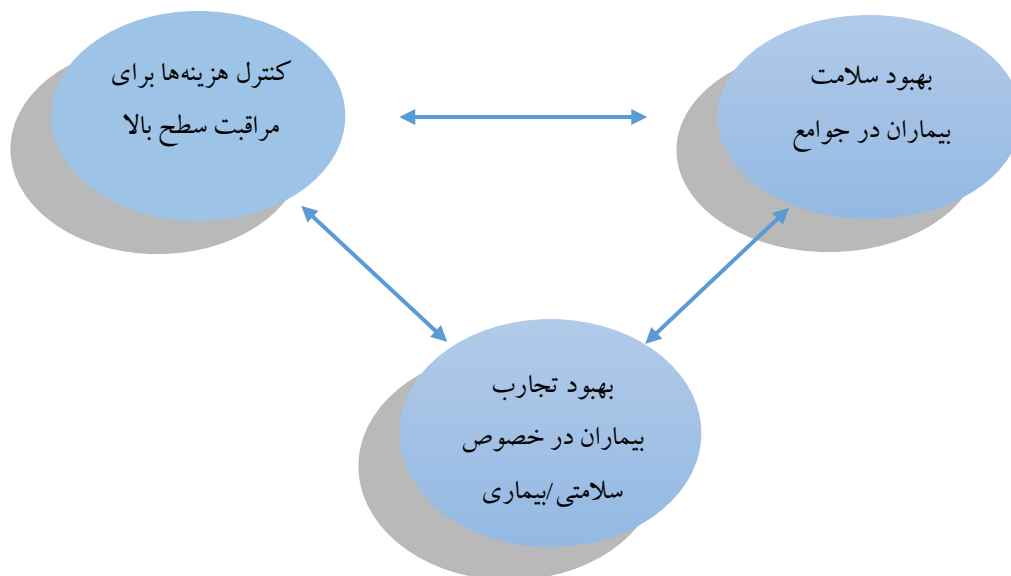 بهبود سلامت
بیماران در جوامع
کنترل هزینه‌ها برای
مراقبت سطح بالا
بهبود تجارب
بیماران در خصوص
سلامتی/بیماری